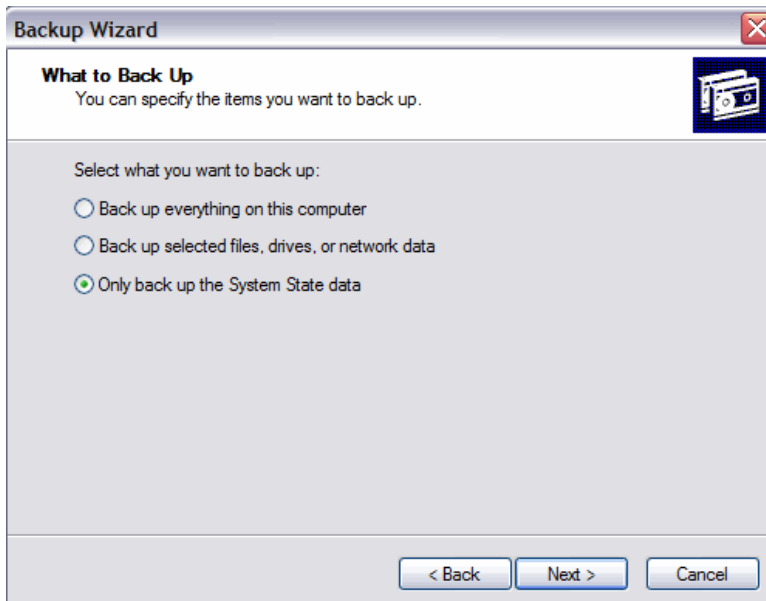 Backup Wizard
What to Back Up
You can specify the items you want to back up.
Select what you want to back up:
Back up everything on this computer
Back up selected files, drives, or network data
Only back up the System State data
< Back Next > Cancel